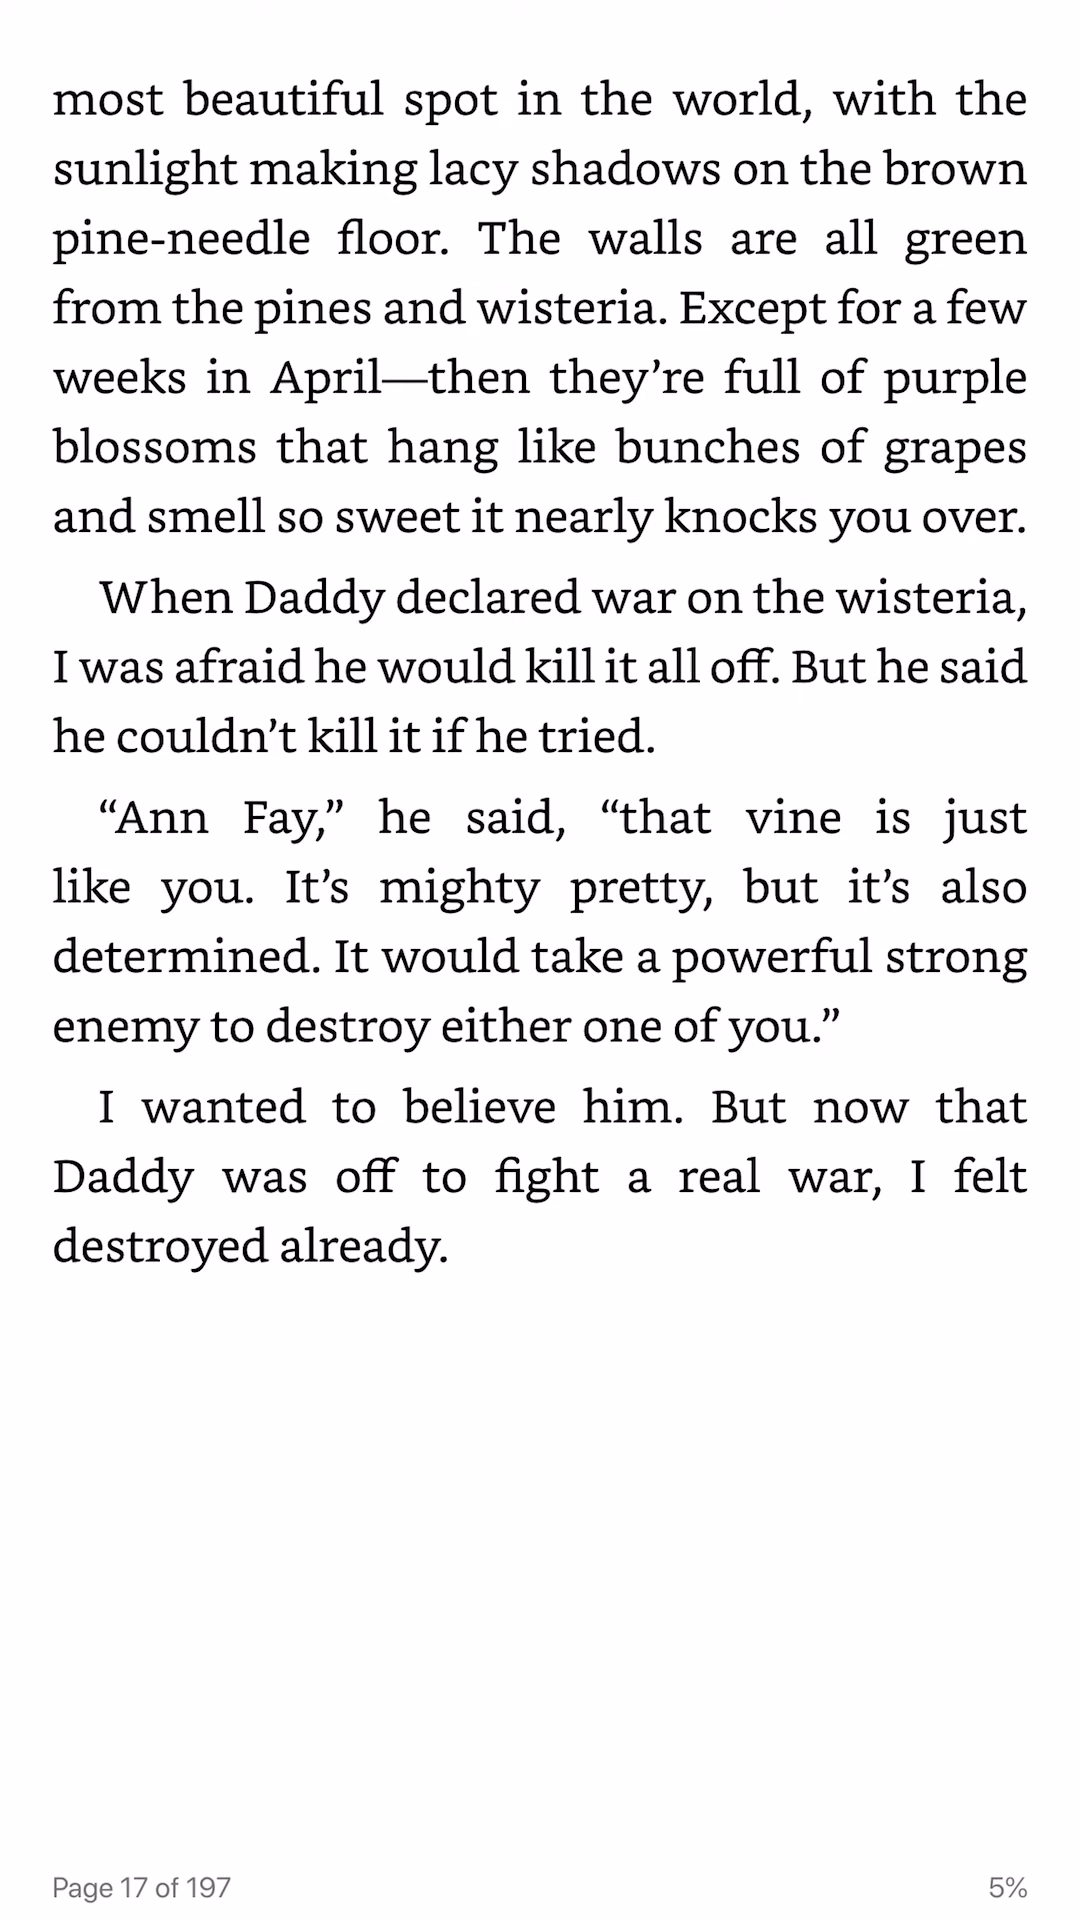 most beautiful spot in the world, with the
sunlight making lacy shadows on the brown
pine-needle floor. The walls are all green
from the pines and wisteria. Except for a few
weeks in April—then they’re full of purple
blossoms that hang like bunches of grapes
and smell so sweet it nearly knocks you over.
When Daddy declared war on the wisteria,
I was afraid he would kill it all off. But he said
he couldn’t kill it if he tried.
“Ann Fay,” he said, “that vine is just
like you. It’s mighty pretty, but it’s also
determined. It would take a powerful strong
enemy to destroy either one of you.”
I wanted to believe him. But now that
Daddy was off to fight a real war, I felt
destroyed already.
Page 17 of 197
5%